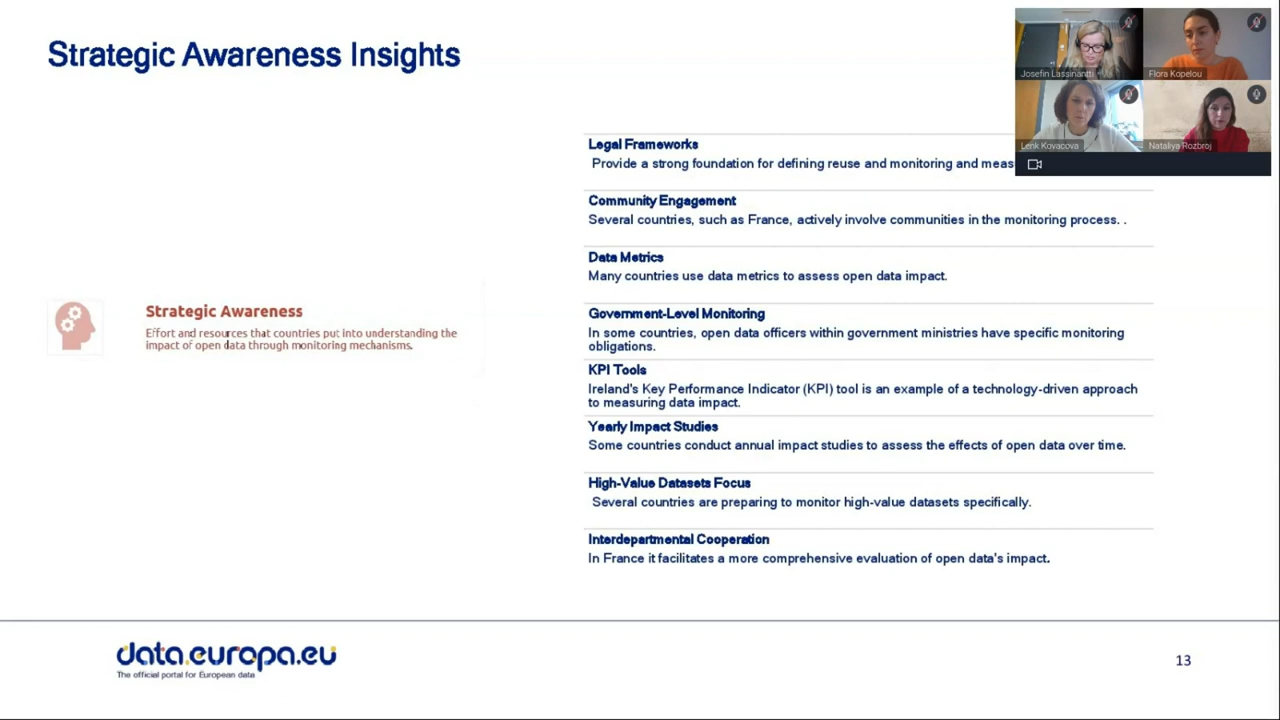 Strategic Awareness Insights
Josefin Lassinantti
Flora Kopelou
Lenk Kovacova
Nataliya Rozbroj
Legal Frameworks
Provide a strong foundation for defining reuse and monitoring and meas
Community Engagement
Several countries, such as France, actively involve communities in the monitoring process. .
Data Metrics
Many countries use data metrics to assess open data impact.
Government-Level Monitoring
In some countries, open data officers within government ministries have specific monitoring
obligations.
KPI Tools
Ireland's Key Performance Indicator (KPI) tool is an example of a technology-driven approach
to measuring data impact.
Yearly Impact Studies
Some countries conduct annual impact studies to assess the effects of open data over time.
High-Value Datasets Focus
Several countries are preparing to monitor high-value datasets specifically.
Interdepartmental Cooperation
In France it facilitates a more comprehensive evaluation of open data's impact.
Strategic Awareness
Effort and resources that countries put into understanding the
impact of open data through monitoring mechanisms.
data.europa.eu
The official portal for European data
13